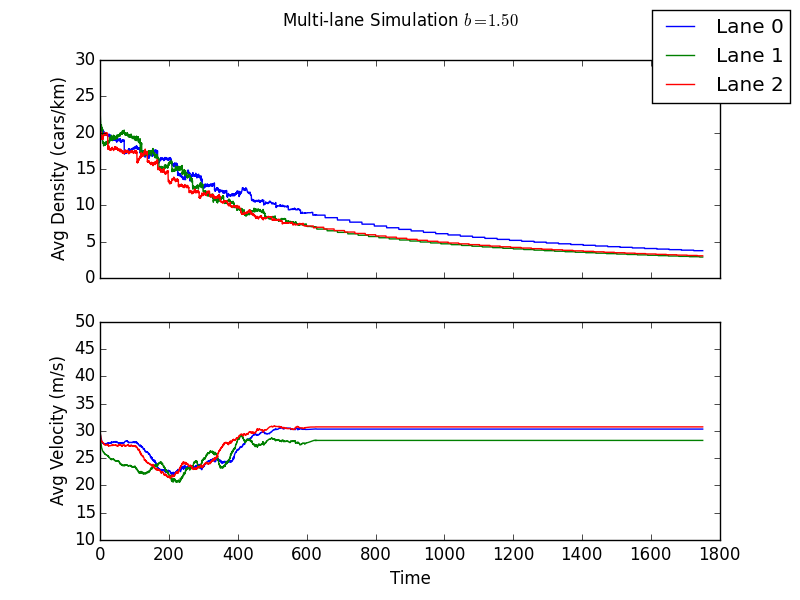 Multi-lane Simulation b = 1.50
Lane 0
Lane 1
Lane 2
Avg Density (cars/km)
30
25
20
15
10
5
0
Avg Velocity (m/s)
50
45
40
35
30
25
20
15
10
0 200 400 600 800 1000 1200 1400 1600 1800
Time